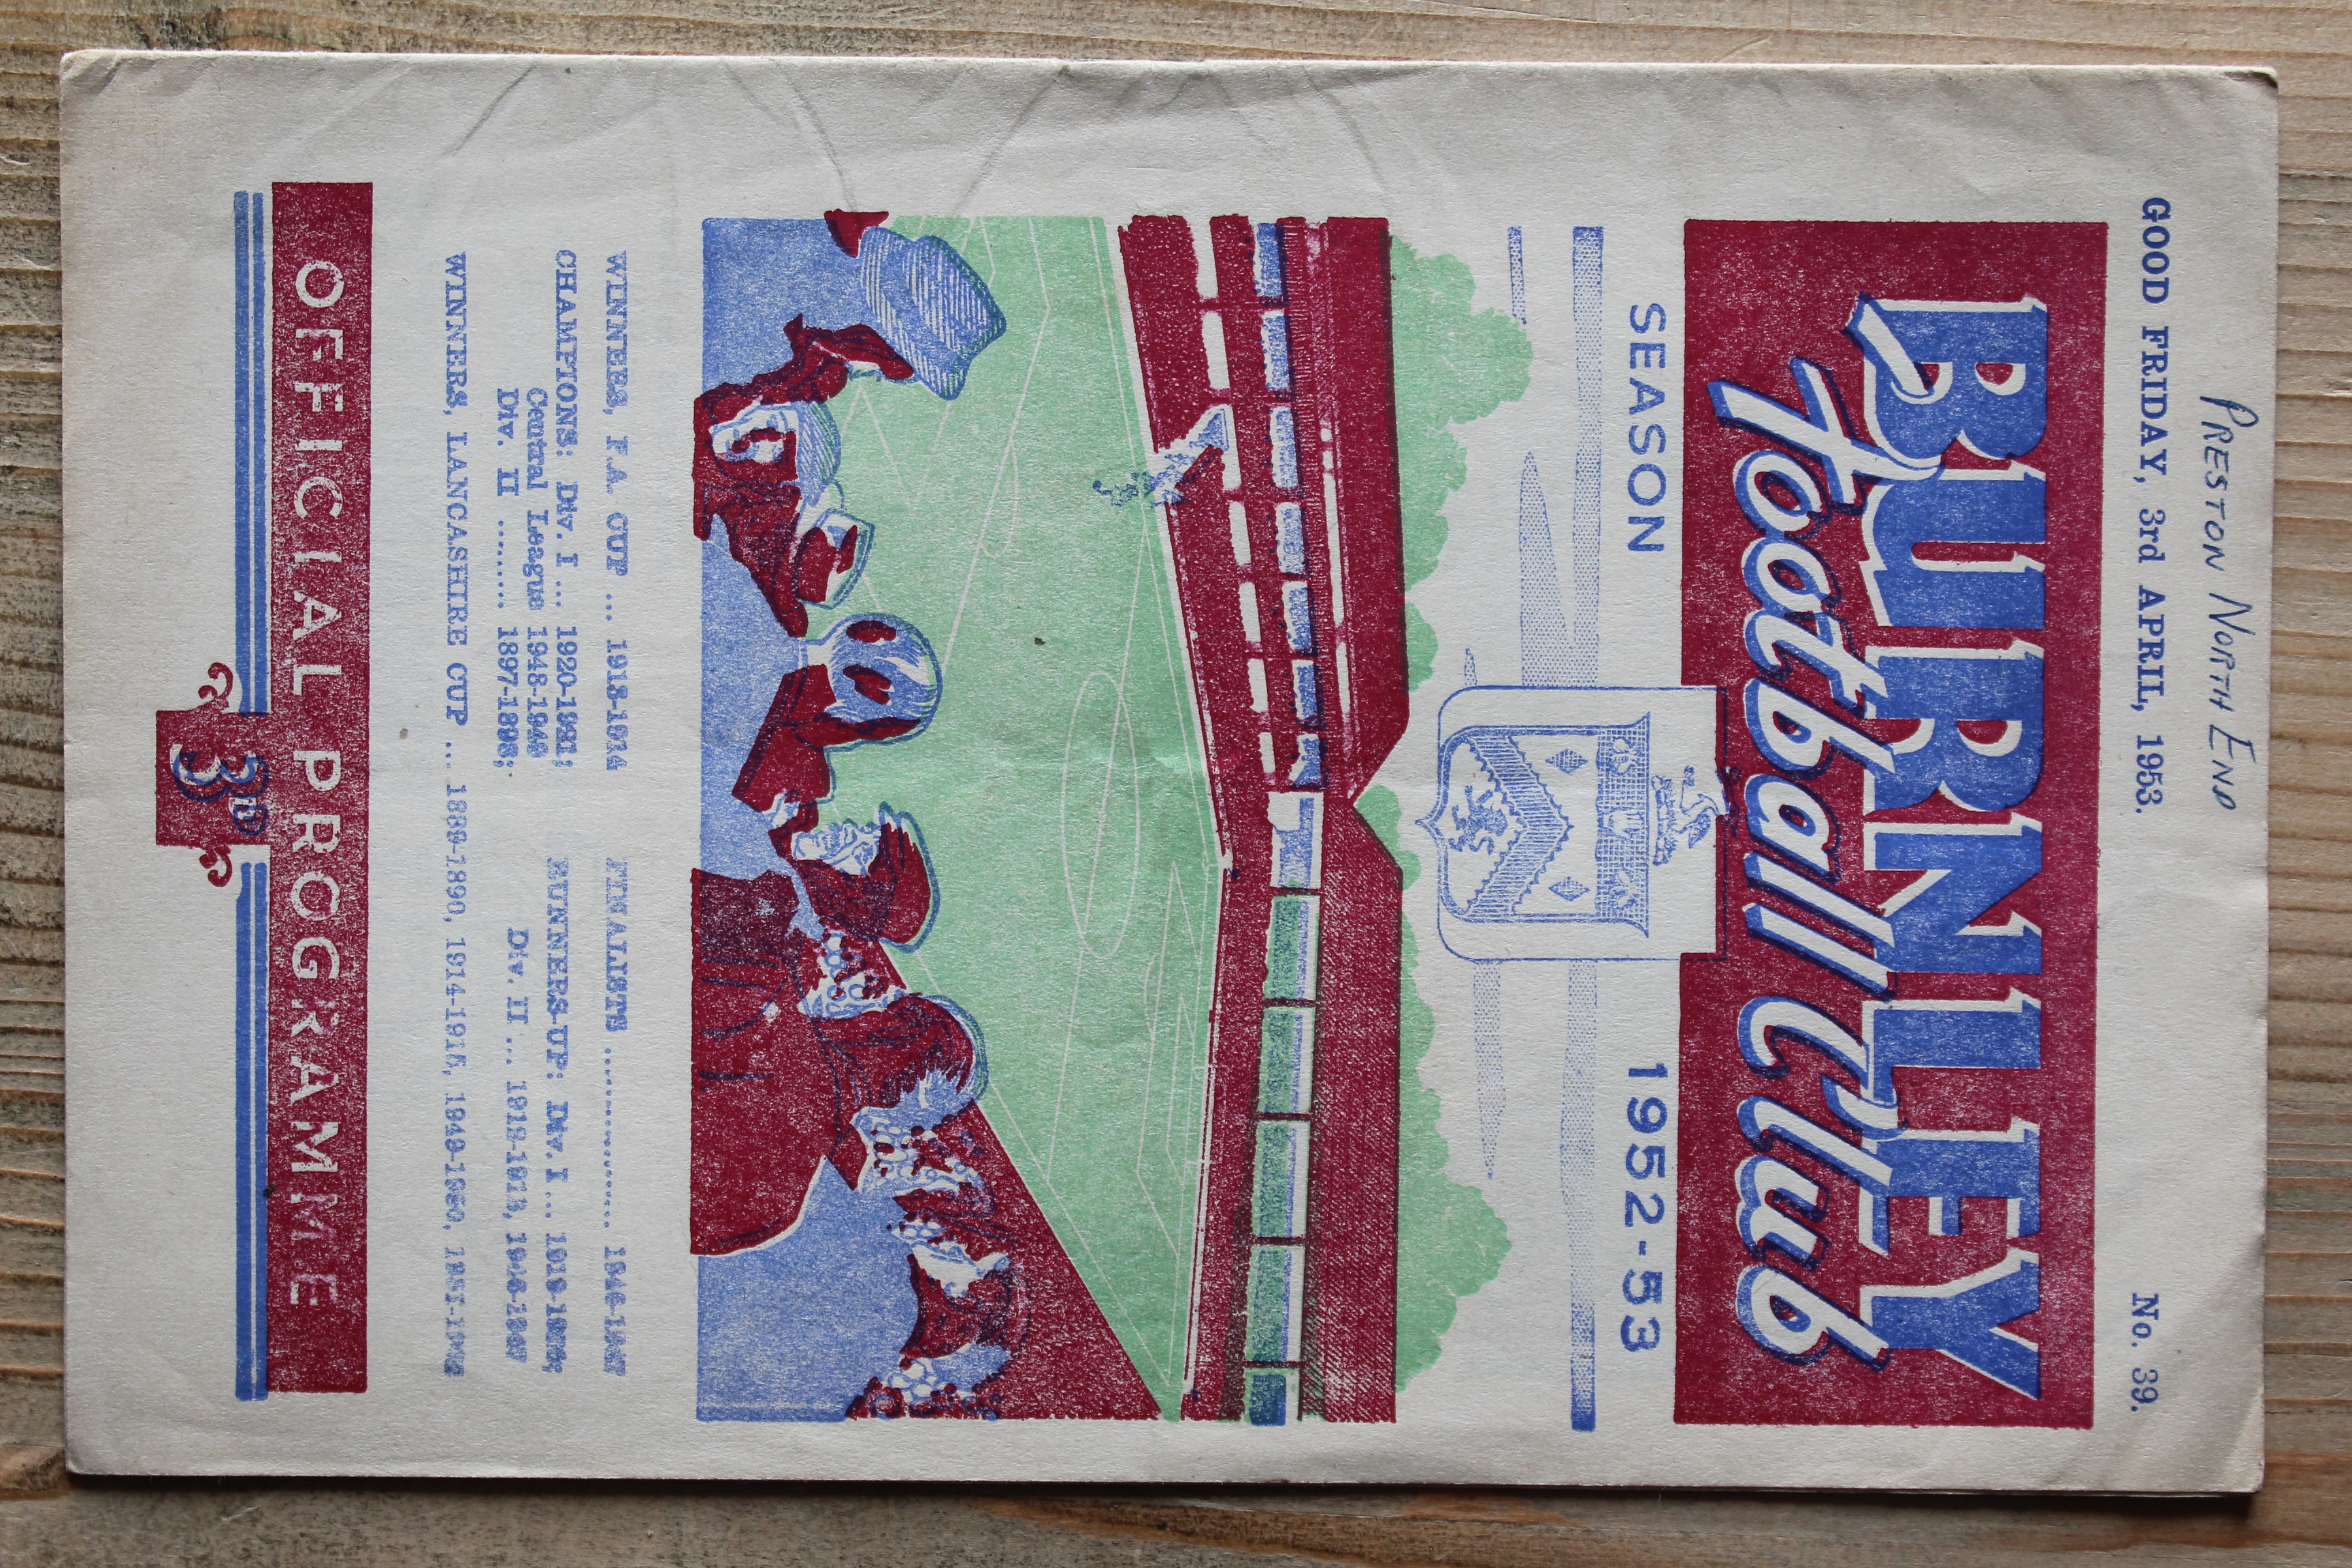 PRESTON NORTH END
GOOD FRIDAY, 3rd APRIL, 1953. No. 39.
BURNLEY
Football Club
SEASON 1952-53
WINNERS, F.A. CUP ... 1913-1914 FINALISTS ................ 1946-1947
CHAMPIONS: Div. I ... 1920-1921; RUNNERS-UP: Div. I ... 1919-1920;
Central League 1948-1949
Div. II ........ 1897-1898; Div. II ... 1912-1913, 1946-1947
WINNERS, LANCASHIRE CUP ... 1889-1890, 1914-1915, 1949-1950, 1951-1952
OFFICIAL PROGRAMME
3D